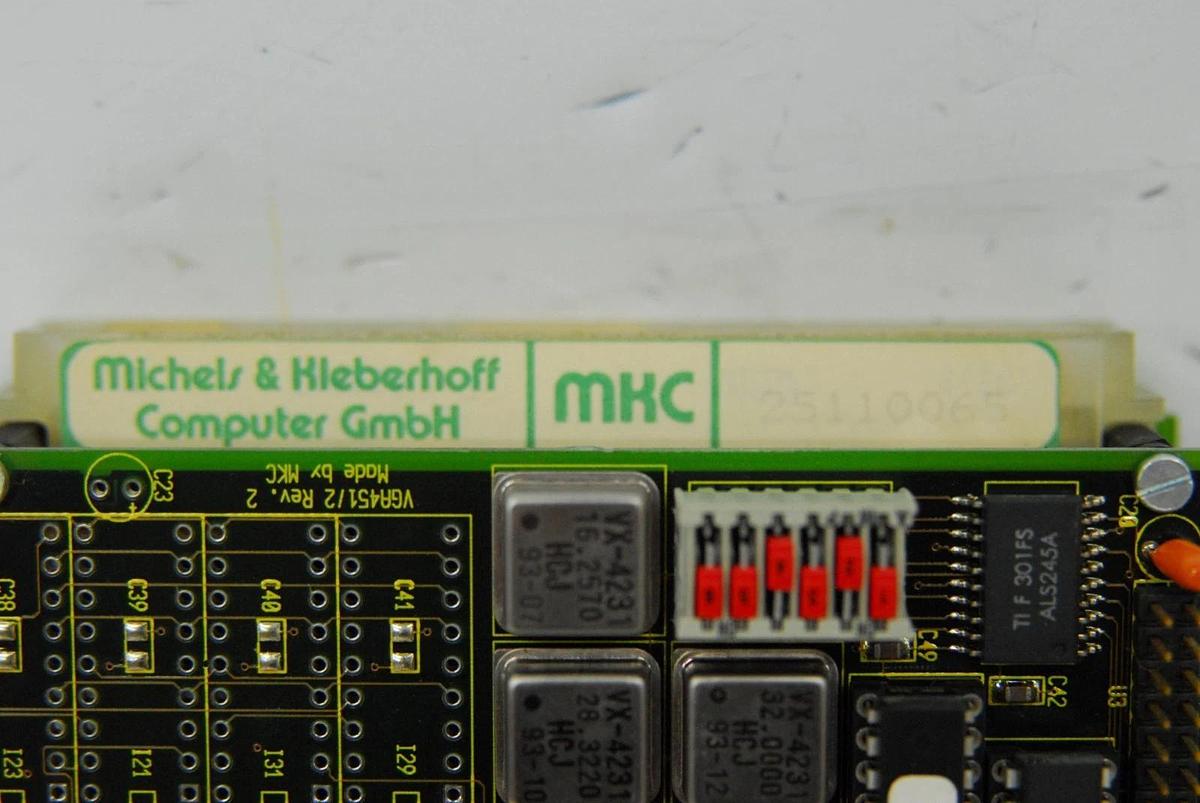 Michels & Kleberhoff
Computer GmbH
MKC
25110065
VGA451/2 Rev. 2
Made by MKC
C23
C38
C39
C40
C41
I23
I21
I31
I29
VX-4231
16.2570
HCJ
93-07
VX-4231
28.3220
HCJ
93-10
VX-4231
32.0000
HCJ
93-12
TI F 301FS
ALS245A
C20
C49
C42
U3